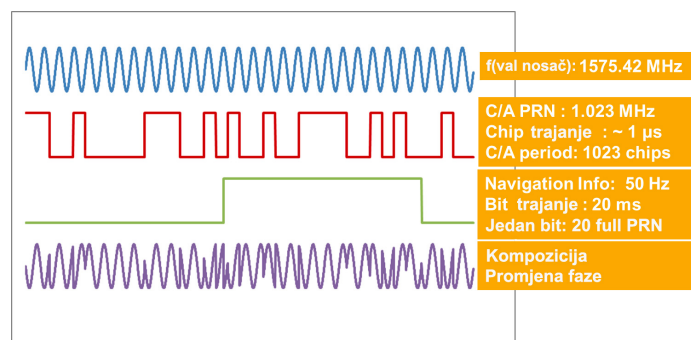 f(val nosač): 1575.42 MHz
C/A PRN : 1.023 MHz
Chip trajanje : ~ 1 µs
C/A period: 1023 chips
Navigation Info: 50 Hz
Bit trajanje : 20 ms
Jedan bit: 20 full PRN
Kompozicija
Promjena faze